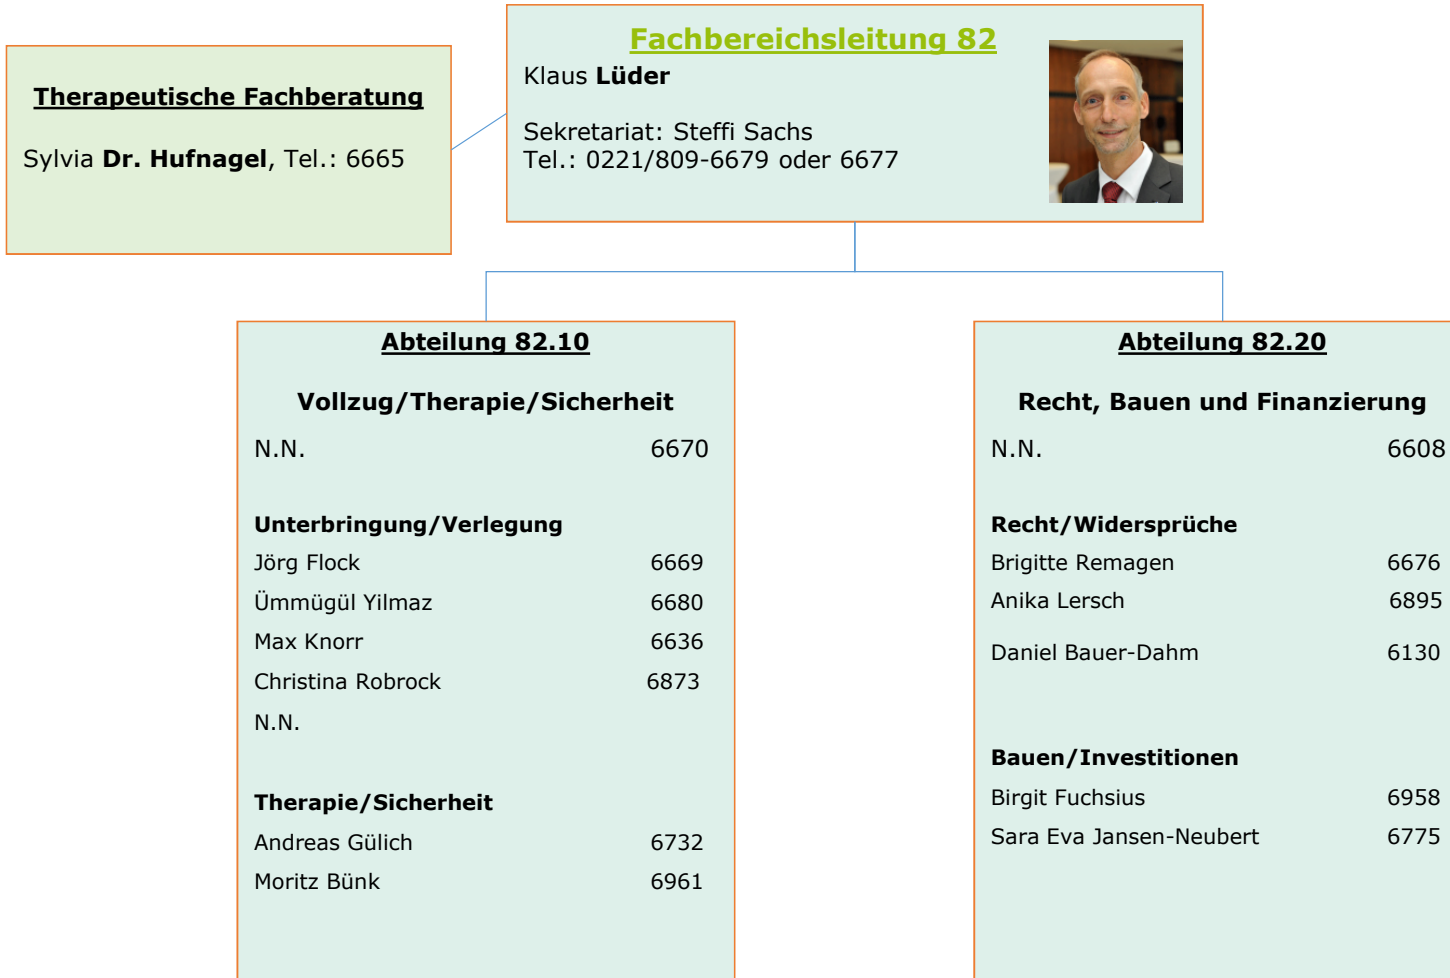 Therapeutische Fachberatung
Sylvia Dr. Hufnagel, Tel.: 6665
Fachbereichsleitung 82
Klaus Lüder
Sekretariat: Steffi Sachs
Tel.: 0221/809-6679 oder 6677
Abteilung 82.10
Vollzug/Therapie/Sicherheit
N.N. 6670
Unterbringung/Verlegung
Jörg Flock 6669
Ümmügül Yilmaz 6680
Max Knorr 6636
Christina Robrock 6873
N.N.
Therapie/Sicherheit
Andreas Gülich 6732
Moritz Bünk 6961
Abteilung 82.20
Recht, Bauen und Finanzierung
N.N. 6608
Recht/Widersprüche
Brigitte Remagen 6676
Anika Lersch 6895
Daniel Bauer-Dahm 6130
Bauen/Investitionen
Birgit Fuchsius 6958
Sara Eva Jansen-Neubert 6775